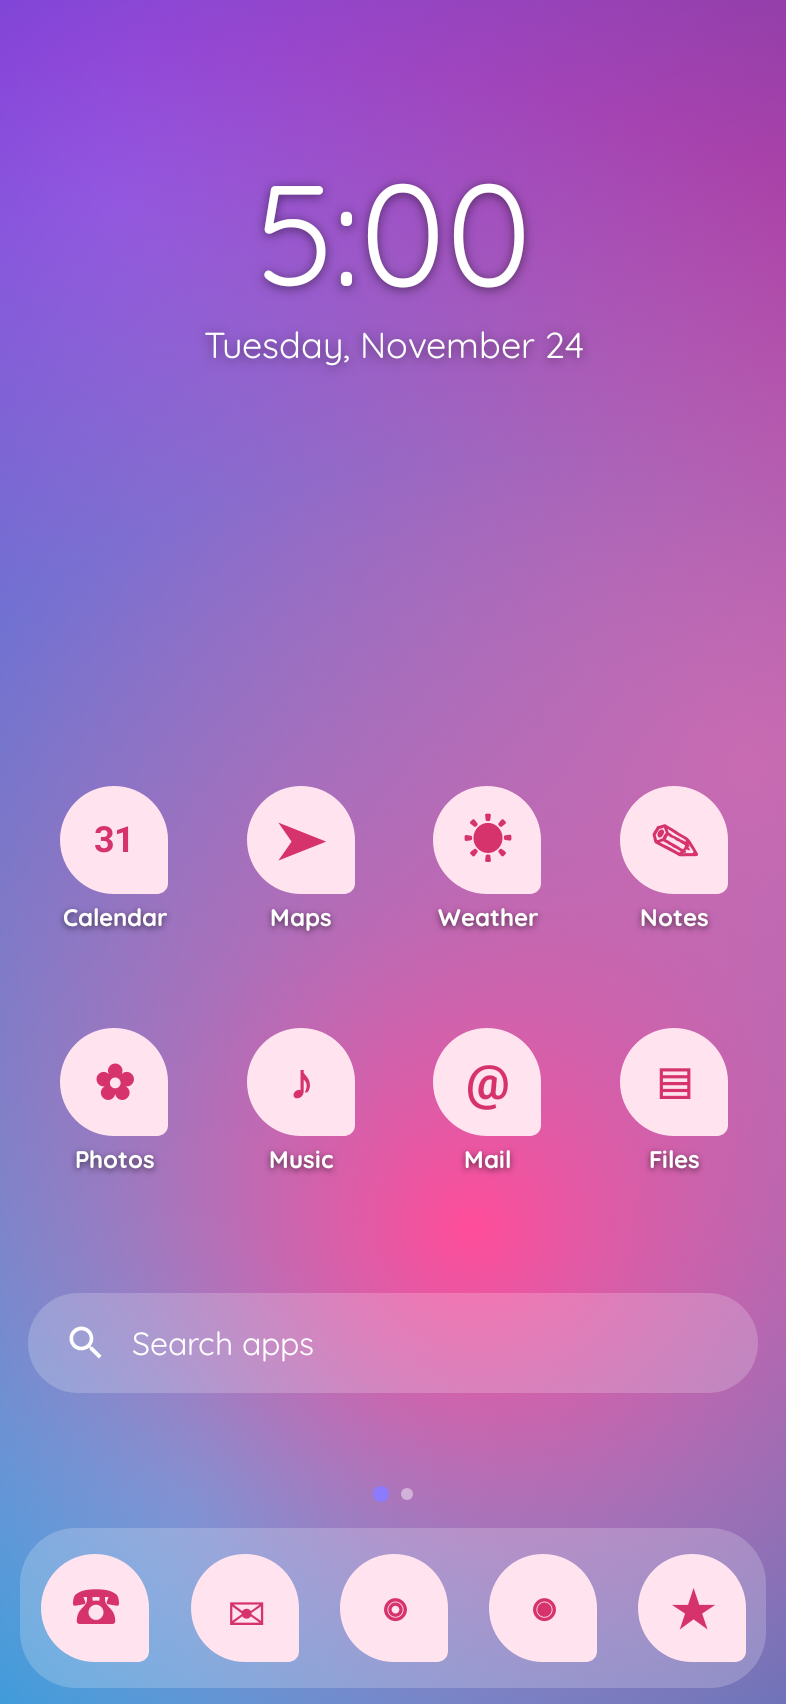 5:00
Tuesday, November 24
31
Calendar
Maps
Weather
Notes
Photos
Music
@
Mail
Files
Search apps